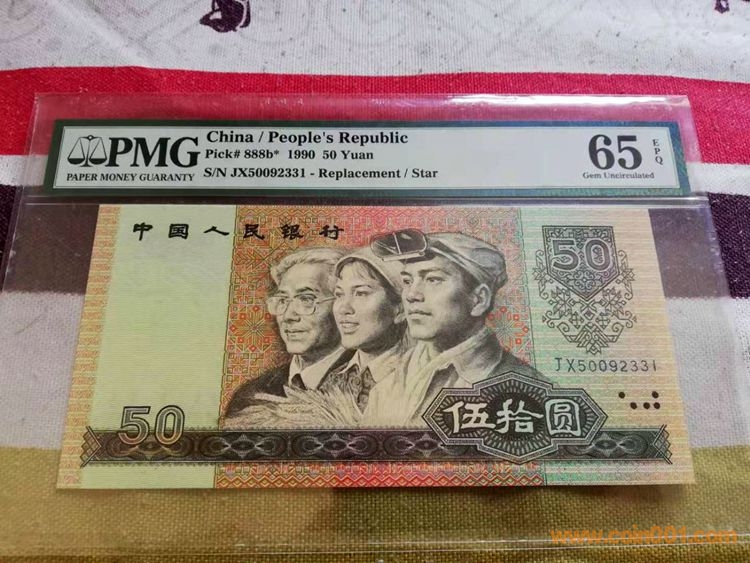 PMG
PAPER MONEY GUARANTY
China / People's Republic
Pick# 888b* 1990 50 Yuan
S/N JX50092331 - Replacement / Star
65 EPQ
Gem Uncirculated
中国人民银行
50
JX50092331
50
伍拾圆
www.coin001.com